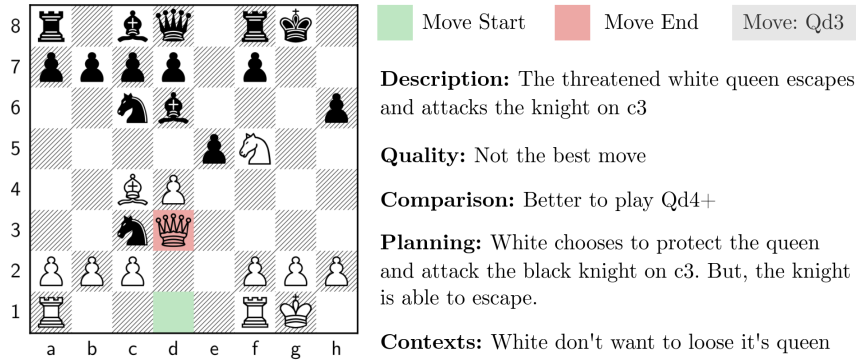 8
7
6
5
4
3
2
1
a b c d e f g h
Move Start Move End Move: Qd3
Description: The threatened white queen escapes
and attacks the knight on c3
Quality: Not the best move
Comparison: Better to play Qd4+
Planning: White chooses to protect the queen
and attack the black knight on c3. But, the knight
is able to escape.
Contexts: White don't want to loose it's queen